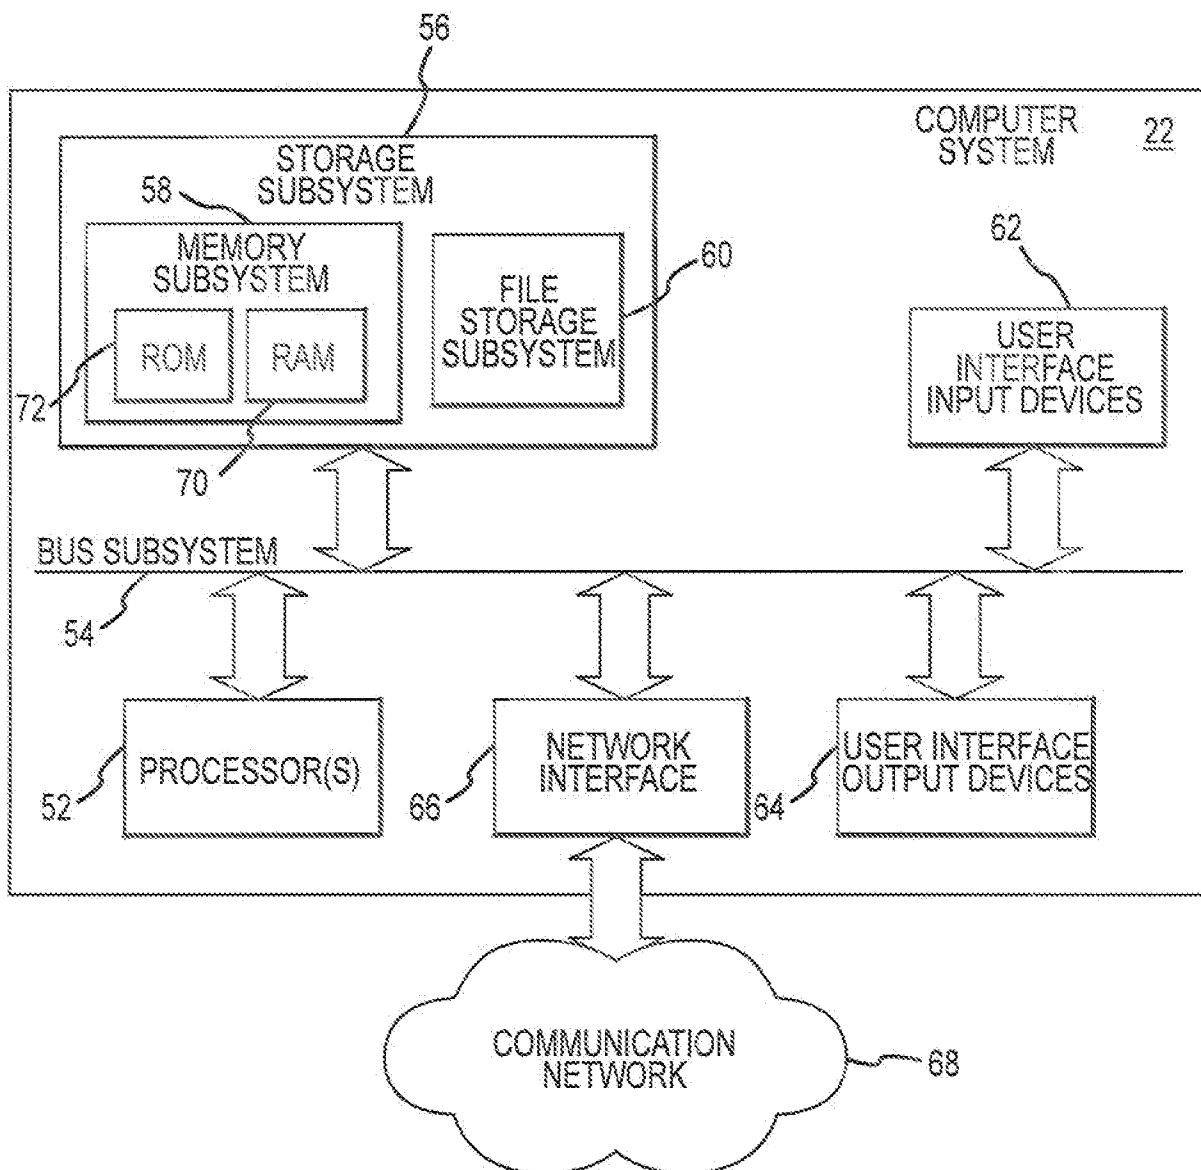 56
COMPUTER
SYSTEM
22
STORAGE
SUBSYSTEM
58
MEMORY
SUBSYSTEM
ROM
RAM
72
70
FILE
STORAGE
SUBSYSTEM
60
62
USER
INTERFACE
INPUT DEVICES
BUS SUBSYSTEM
54
PROCESSOR(S)
52
NETWORK
INTERFACE
66
USER INTERFACE
OUTPUT DEVICES
64
COMMUNICATION
NETWORK
68